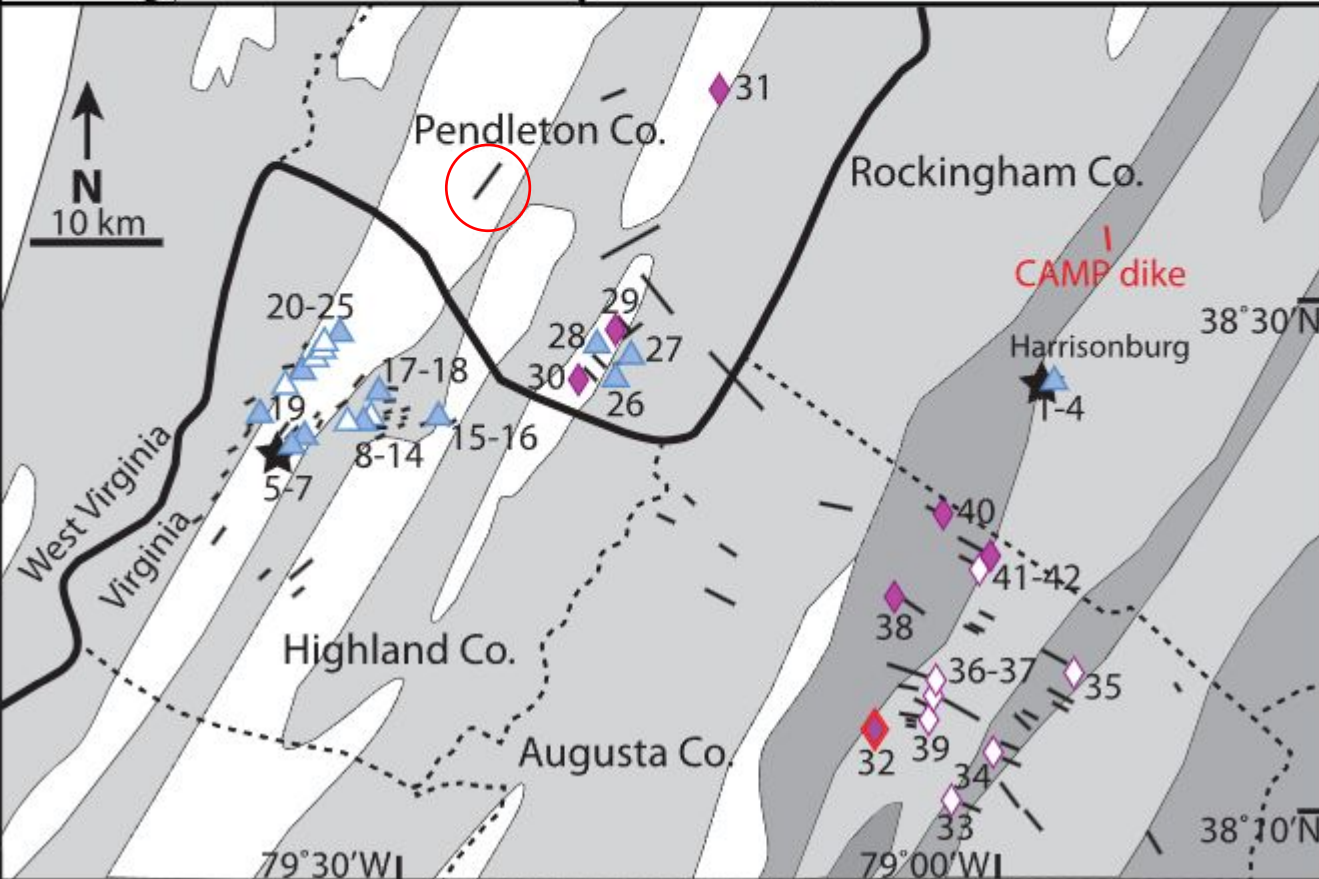 31
Pendleton Co.
Rockingham Co.
N
10 km
CAMP dike
20-25
29
38°30'N
28
27
Harrisonburg
17-18
30
19
26
1-4
15-16
8-14
5-7
West Virginia
40
Virginia
41-42
38
Highland Co.
36-37
35
Augusta Co.
39
32
34
33
38°10'N
79°30'W
79°00'W